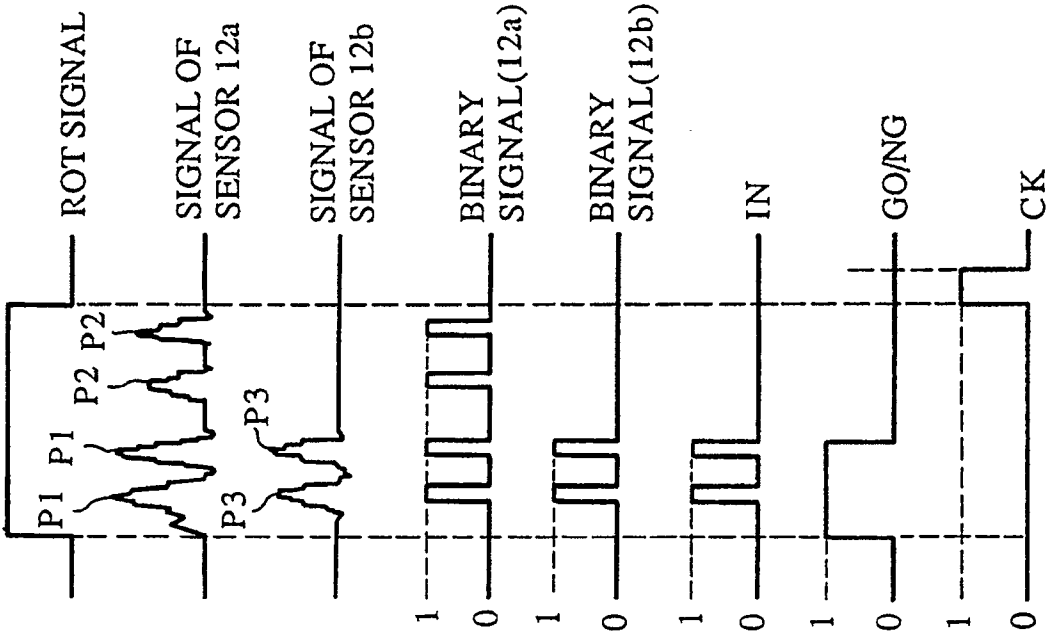 ROT SIGNAL
P1
P1
P2
P2
SIGNAL OF
SENSOR 12a
P3
P3
SIGNAL OF
SENSOR 12b
1
0
BINARY
SIGNAL(12a)
1
0
BINARY
SIGNAL(12b)
1
0
IN
1
0
GO/NG
1
0
CK